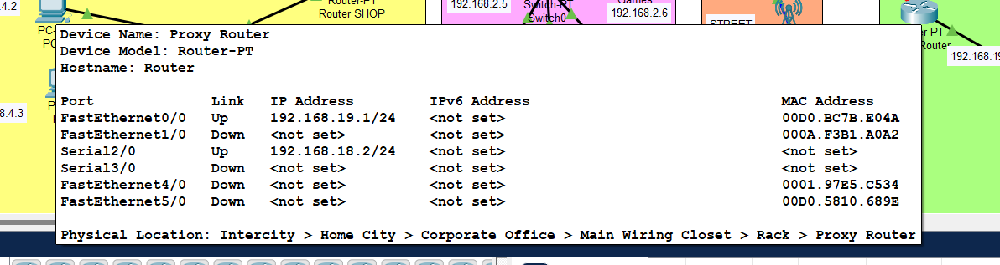 4.4.2
Router-PT
Router SHOP
192.168.2.5
Switch-PT
Switch0
192.168.2.6
STREET
PC-
PC
8.4.3
P
r-PT
Router
192.168.19
Device Name: Proxy Router
Device Model: Router-PT
Hostname: Router
Port Link IP Address IPv6 Address MAC Address
FastEthernet0/0 Up 192.168.19.1/24 <not set> 00D0.BC7B.E04A
FastEthernet1/0 Down <not set> <not set> 000A.F3B1.A0A2
Serial2/0 Up 192.168.18.2/24 <not set> <not set>
Serial3/0 Down <not set> <not set> <not set>
FastEthernet4/0 Down <not set> <not set> 0001.97E5.C534
FastEthernet5/0 Down <not set> <not set> 00D0.5810.689E
Physical Location: Intercity > Home City > Corporate Office > Main Wiring Closet > Rack > Proxy Router